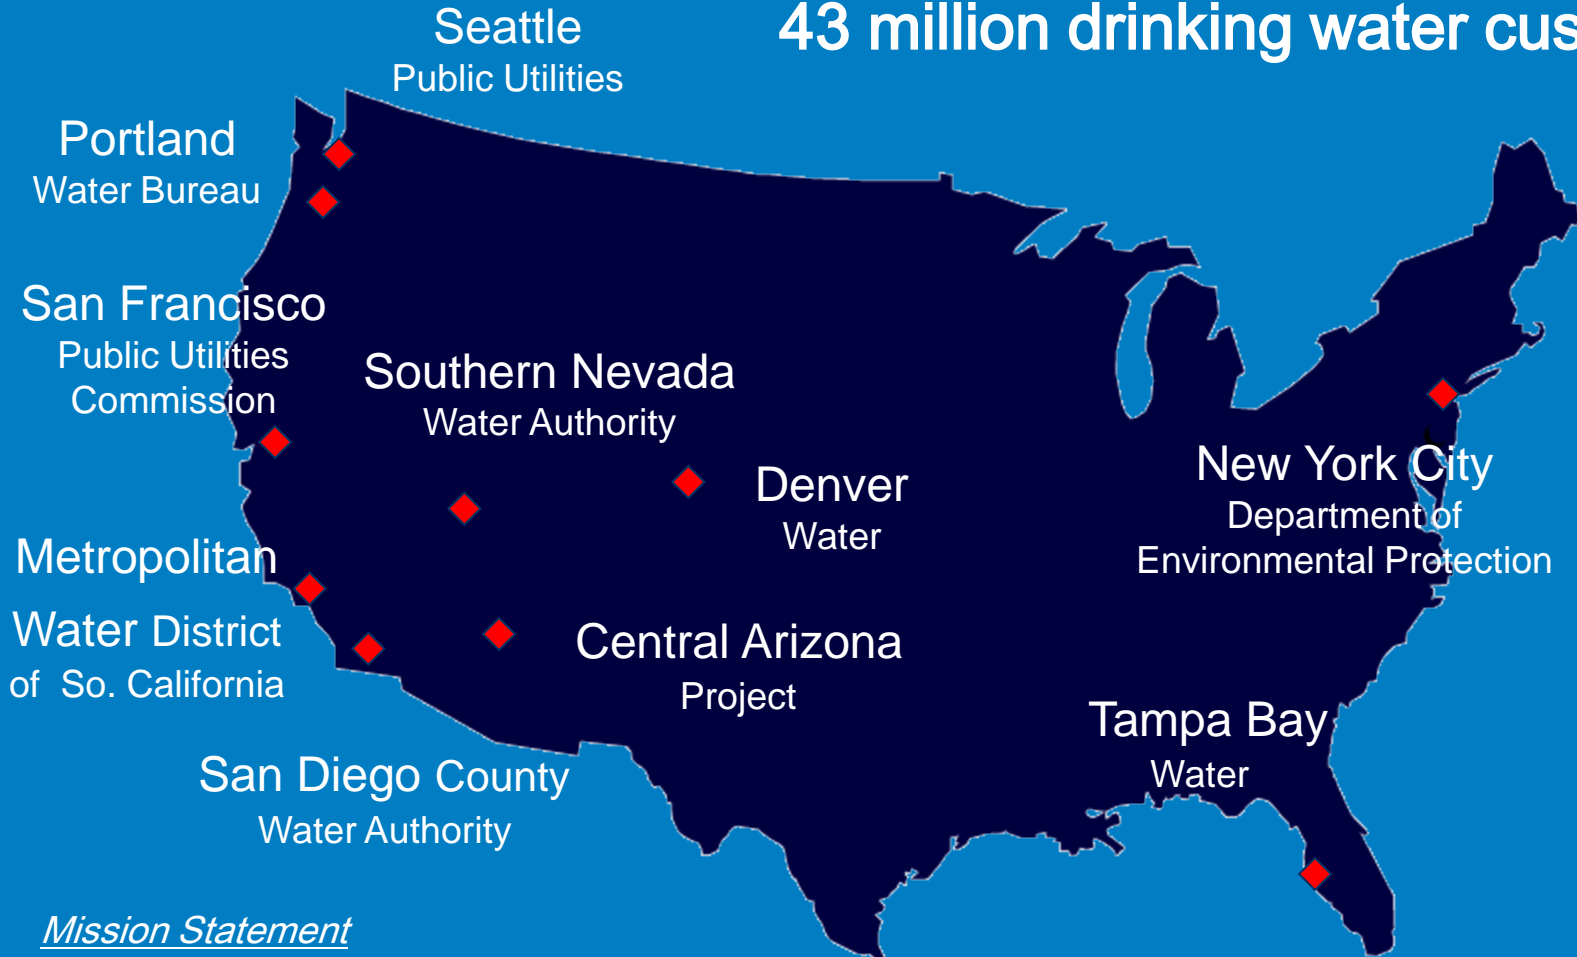 Seattle
Public Utilities
43 million drinking water
Portland
Water Bureau
San Francisco
Public Utilities
Commission
Southern Nevada
Water Authority
Denver
Water
New York City
Department of
Environmental Protection
Metropolitan
Water District
of So. California
Central Arizona
Project
Tampa Bay
Water
San Diego County
Water Authority
Mission Statement